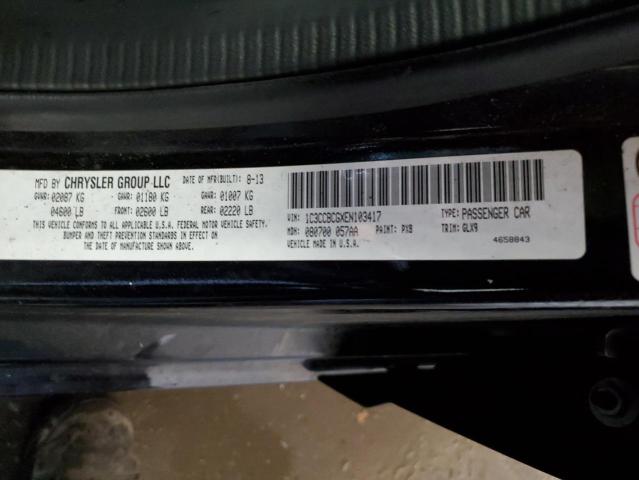 MFD BY CHRYSLER GROUP LLC DATE OF MFR(BUILT): 8-13
GVWR: 02087 KG GAWR: 01180 KG GAWR: 01007 KG
04600 LB FRONT: 02600 LB REAR: 02220 LB
THIS VEHICLE CONFORMS TO ALL APPLICABLE U.S.A. FEDERAL MOTOR VEHICLE SAFETY,
BUMPER, AND THEFT PREVENTION STANDARDS IN EFFECT ON
THE DATE OF MANUFACTURE SHOWN ABOVE.
VIN: 1C3CCBCGXEN103417 TYPE: PASSENGER CAR
MDH: 080700 057AA PAINT: PX8 TRIM: GLX9
VEHICLE MADE IN U.S.A. 4658843